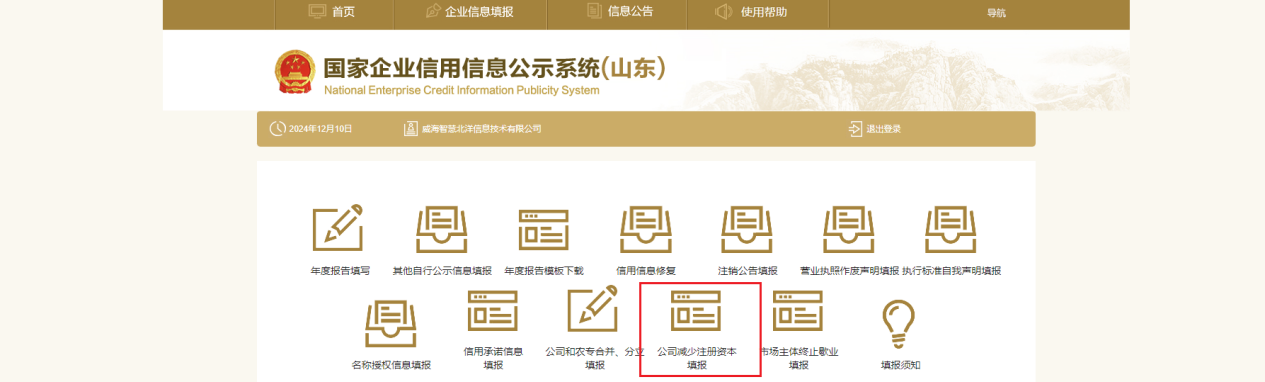 首页 企业信息填报 信息公告 使用帮助 导航
国家企业信用信息公示系统(山东)
National Enterprise Credit Information Publicity System
2024年12月10日 威海智慧北洋信息技术有限公司 退出登录
年度报告填写 其他自行公示信息填报 年度报告模板下载 信用信息修复 注销公告填报 营业执照作废声明填报 执行标准自我声明填报
名称授权信息填报
信用承诺信息
填报
公司和农专合并、分立
填报
公司减少注册资本
填报
市场主体终止歇业
填报
填报须知